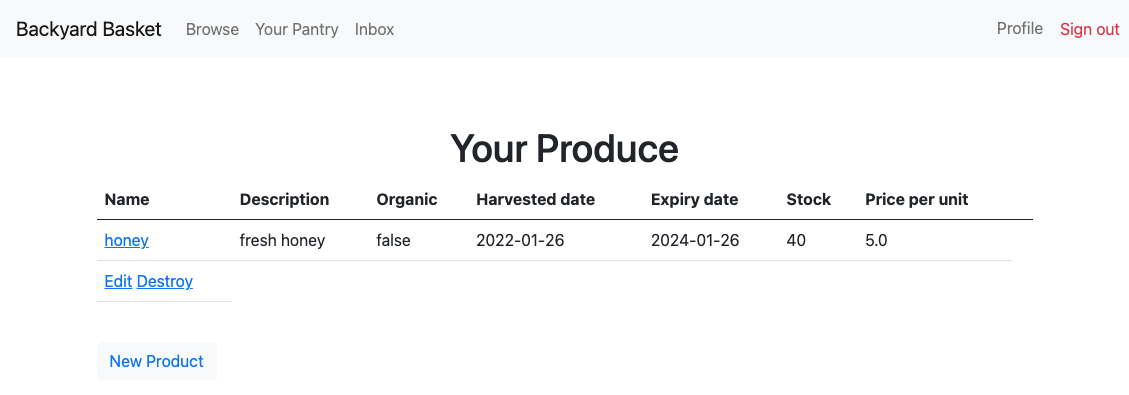 Backyard Basket Browse Your Pantry Inbox Profile Sign out
Your Produce
Name Description Organic Harvested date Expiry date Stock Price per unit
honey fresh honey false 2022-01-26 2024-01-26 40 5.0
Edit Destroy
New Product